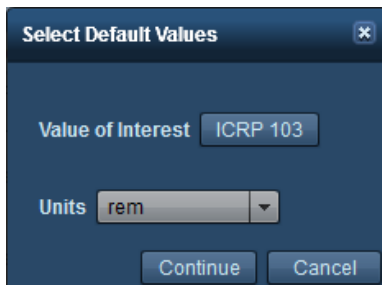 Select Default Values
Value of Interest ICRP 103
Units rem
Continue Cancel